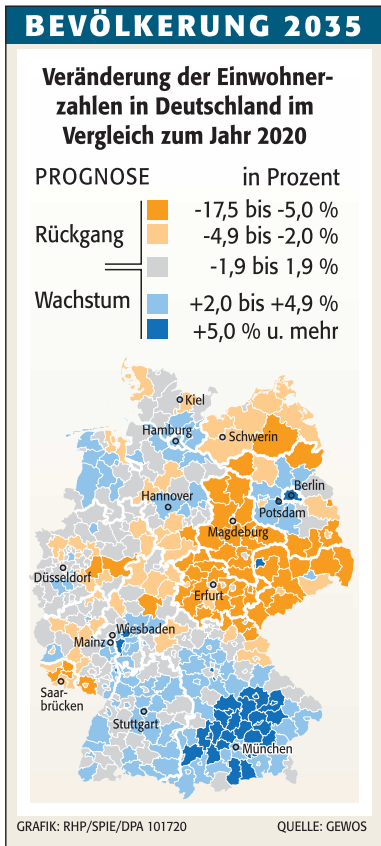 BEVÖLKERUNG 2035
Veränderung der Einwohner-
zahlen in Deutschland im
Vergleich zum Jahr 2020
PROGNOSE in Prozent
-17,5 bis -5,0 %
Rückgang -4,9 bis -2,0 %
-1,9 bis 1,9 %
Wachstum +2,0 bis +4,9 %
+5,0 % u. mehr
Kiel
Hamburg
Schwerin
Berlin
Hannover
Potsdam
Magdeburg
Düsseldorf
Erfurt
Wiesbaden
Mainz
Saar-
brücken
Stuttgart
München
GRAFIK: RHP/SPIE/DPA 101720 QUELLE: GEWOS